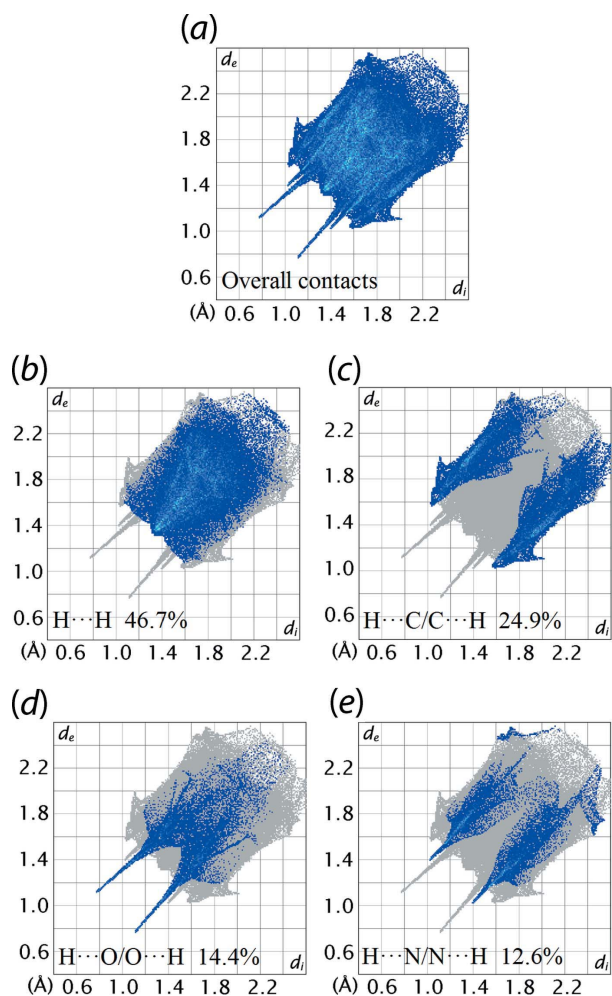 (a)
de
2.2
1.8
1.4
1.0
0.6
Overall contacts
di
(Å) 0.6 1.0 1.4 1.8 2.2
(b)
de
2.2
1.8
1.4
1.0
0.6
H···H 46.7%
di
(Å) 0.6 1.0 1.4 1.8 2.2
(c)
de
2.2
1.8
1.4
1.0
0.6
H···C/C···H 24.9%
di
(Å) 0.6 1.0 1.4 1.8 2.2
(d)
de
2.2
1.8
1.4
1.0
0.6
H···O/O···H 14.4%
di
(Å) 0.6 1.0 1.4 1.8 2.2
(e)
de
2.2
1.8
1.4
1.0
0.6
H···N/N···H 12.6%
di
(Å) 0.6 1.0 1.4 1.8 2.2